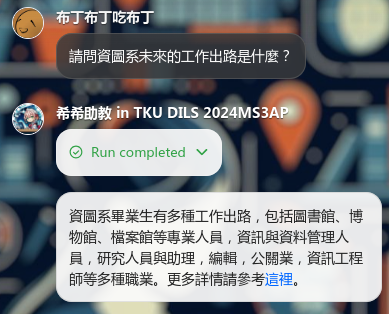 布丁布丁吃布丁
請問資圖系未來的工作出路是什麼？
希希助教 in TKU DILS 2024MS3AP
Run completed
資圖系畢業生有多種工作出路，包括圖書館、博
物館、檔案館等專業人員，資訊與資料管理人
員，研究人員與助理，編輯，公關業，資訊工程
師等多種職業。更多詳情請參考這裡。